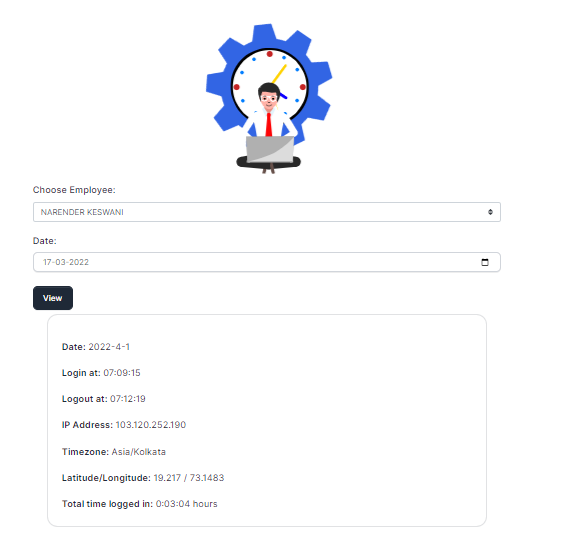 Choose Employee:
NARENDER KESWANI
Date:
17-03-2022
View
Date: 2022-4-1
Login at: 07:09:15
Logout at: 07:12:19
IP Address: 103.120.252.190
Timezone: Asia/Kolkata
Latitude/Longitude: 19.217 / 73.1483
Total time logged in: 0:03:04 hours